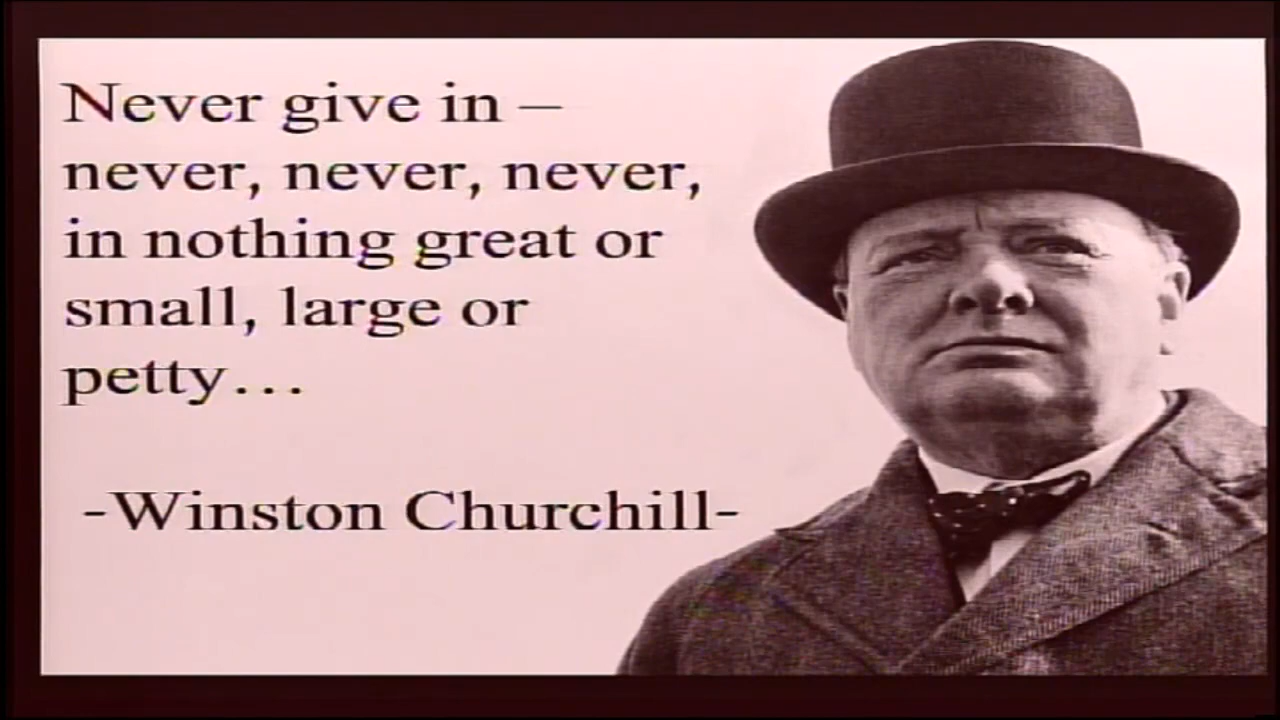 Never give in –
never, never, never,
in nothing great or
small, large or
petty…
-Winston Churchill-